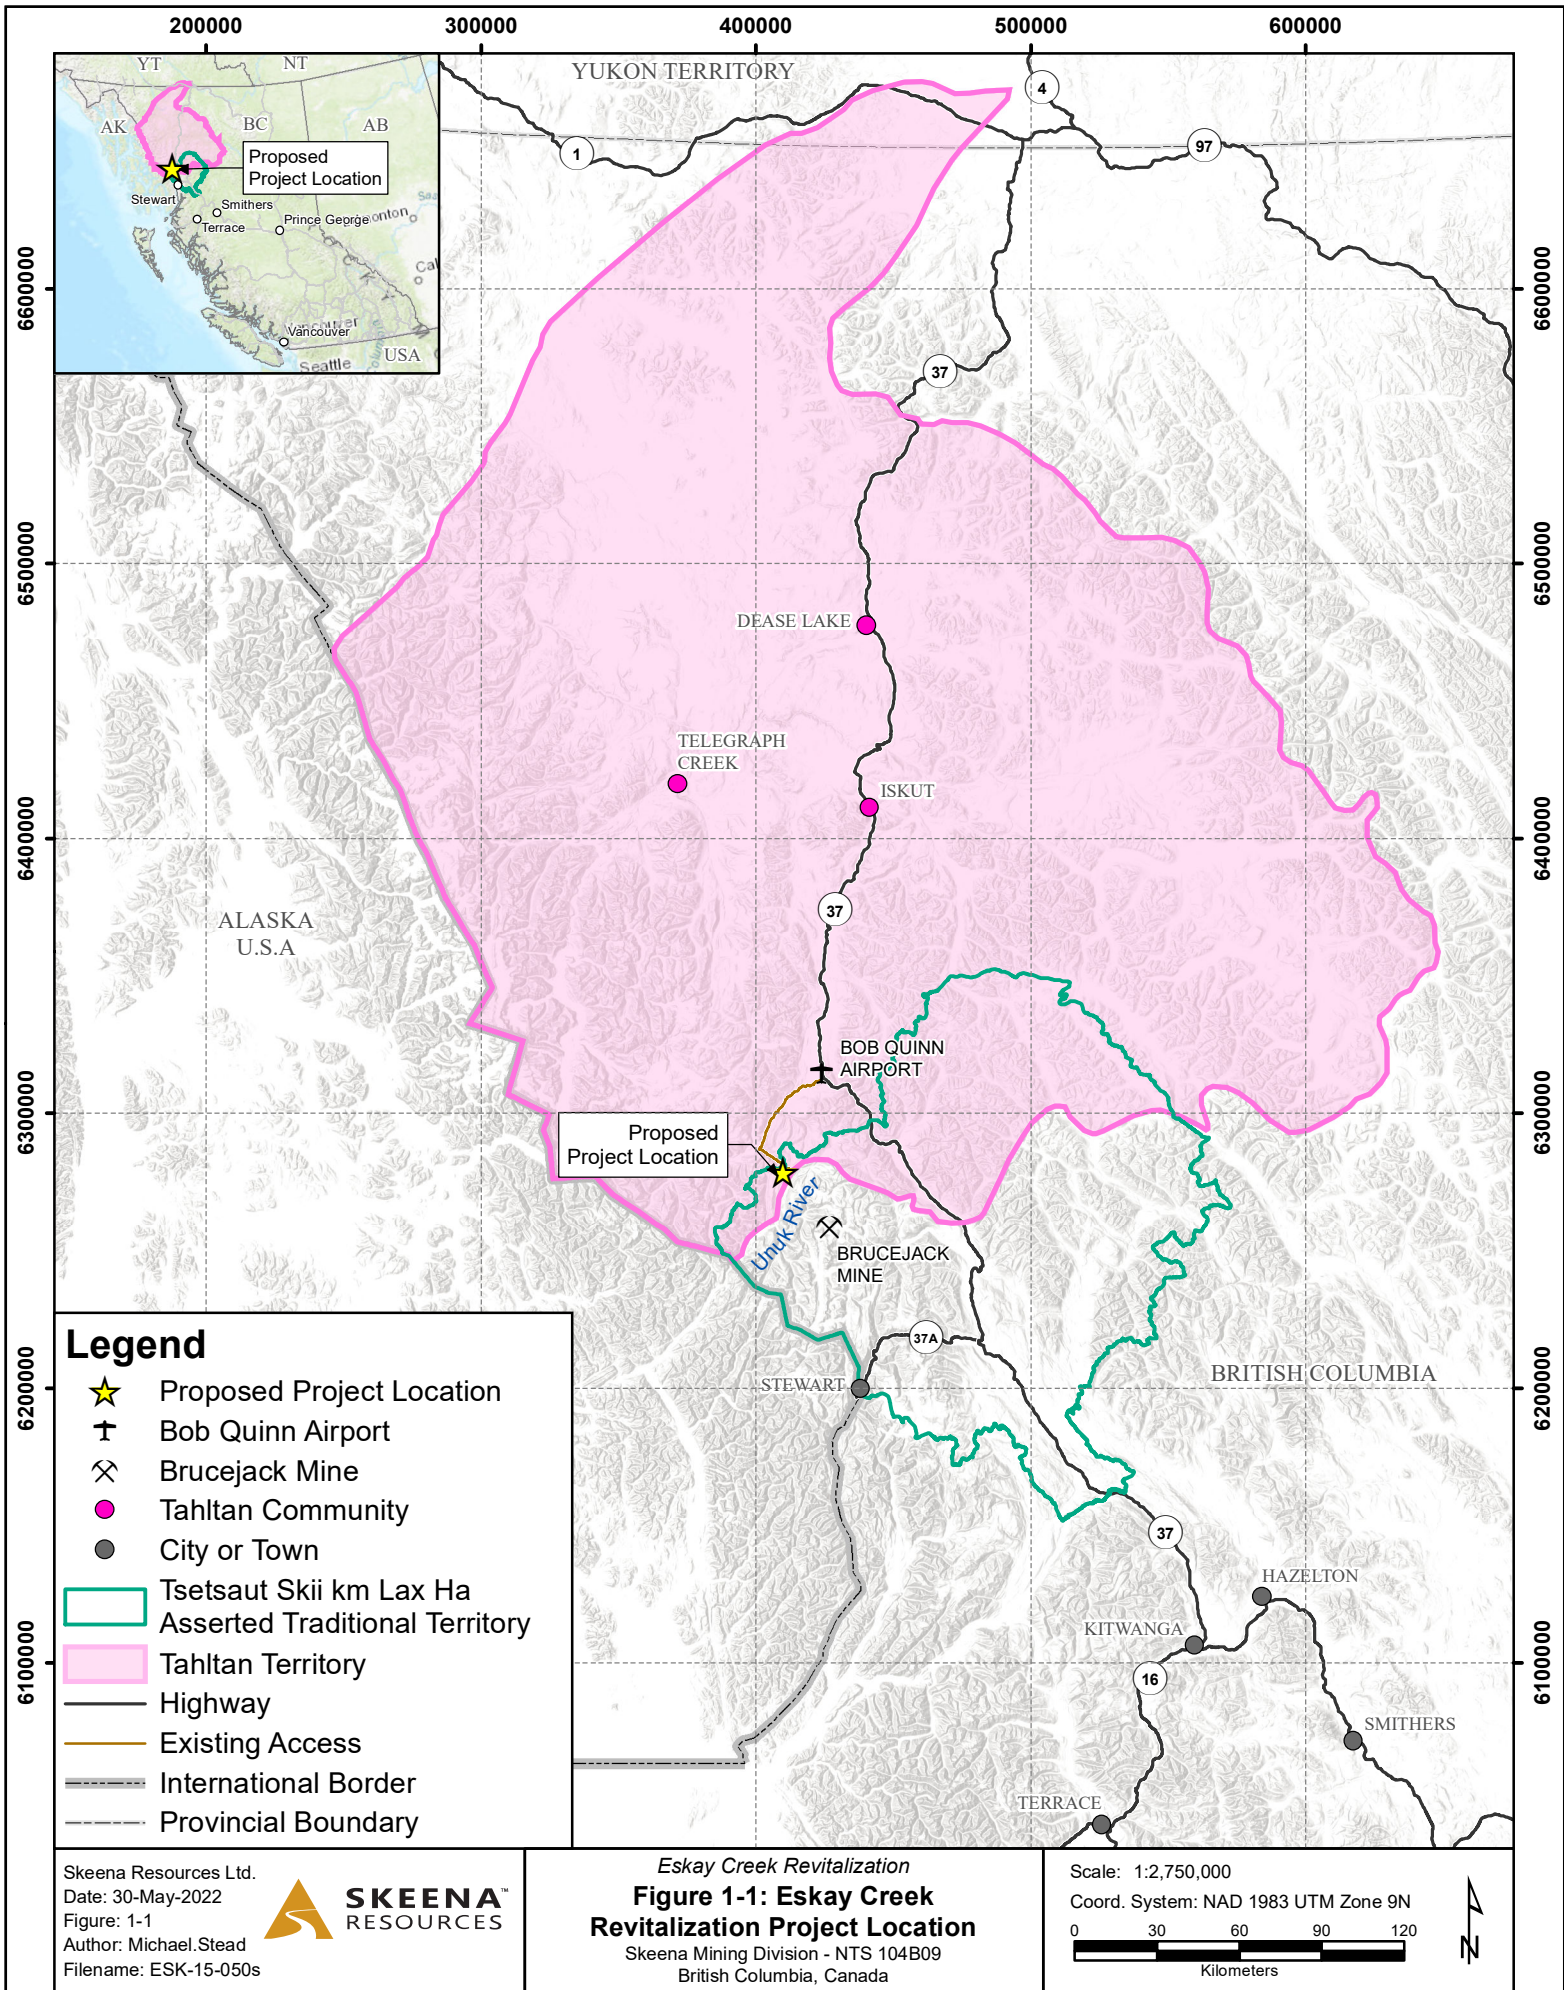 200000 300000 400000 500000 600000
YT
NT
AK
BC
AB
Proposed
Project Location
Stewart
Smithers
Terrace
Prince George
Vancouver
Seattle
USA
YUKON TERRITORY
4
1
97
6600000
6600000
37
6500000
6500000
DEASE LAKE
TELEGRAPH
CREEK
ISKUT
6400000
6400000
37
ALASKA
U.S.A
BOB QUINN
AIRPORT
6300000
6300000
Proposed
Project Location
Unuk River
BRUCEJACK
MINE
37A
STEWART
BRITISH COLUMBIA
6200000
6200000
37
HAZELTON
KITWANGA
16
6100000
6100000
SMITHERS
TERRACE
Legend
Proposed Project Location
Bob Quinn Airport
Brucejack Mine
Tahltan Community
City or Town
Tsetsaut Skii km Lax Ha
Asserted Traditional Territory
Tahltan Territory
Highway
Existing Access
International Border
Provincial Boundary
Skeena Resources Ltd.
Date: 30-May-2022
Figure: 1-1
Author: Michael.Stead
Filename: ESK-15-050s
SKEENA™
RESOURCES
Eskay Creek Revitalization
Figure 1-1: Eskay Creek
Revitalization Project Location
Skeena Mining Division - NTS 104B09
British Columbia, Canada
Scale: 1:2,750,000
Coord. System: NAD 1983 UTM Zone 9N
0 30 60 90 120
Kilometers
N